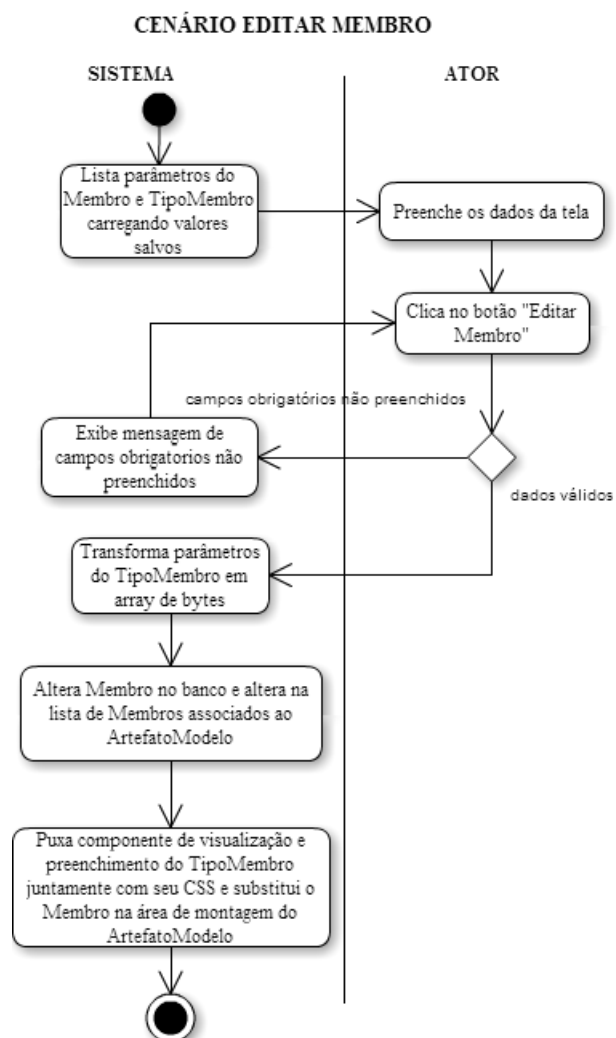 CENÁRIO EDITAR MEMBRO
SISTEMA
ATOR
Lista parâmetros do
Membro e TipoMembro
carregando valores
salvos
Preenche os dados da tela
Clica no botão "Editar
Membro"
campos obrigatórios não preenchidos
Exibe mensagem de
campos obrigatorios não
preenchidos
dados válidos
Transforma parâmetros
do TipoMembro em
array de bytes
Altera Membro no banco e altera na
lista de Membros associados ao
ArtefatoModelo
Puxa componente de visualização e
preenchimento do TipoMembro
juntamente com seu CSS e substitui o
Membro na área de montagem do
ArtefatoModelo